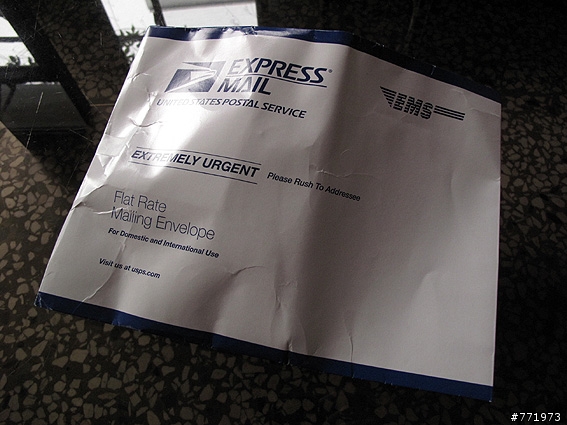 EXPRESS
MAIL®
UNITED STATES POSTAL SERVICE
EMS
EXTREMELY URGENT Please Rush To Addressee
Flat Rate
Mailing Envelope
For Domestic and International Use
Visit us at usps.com
#771973